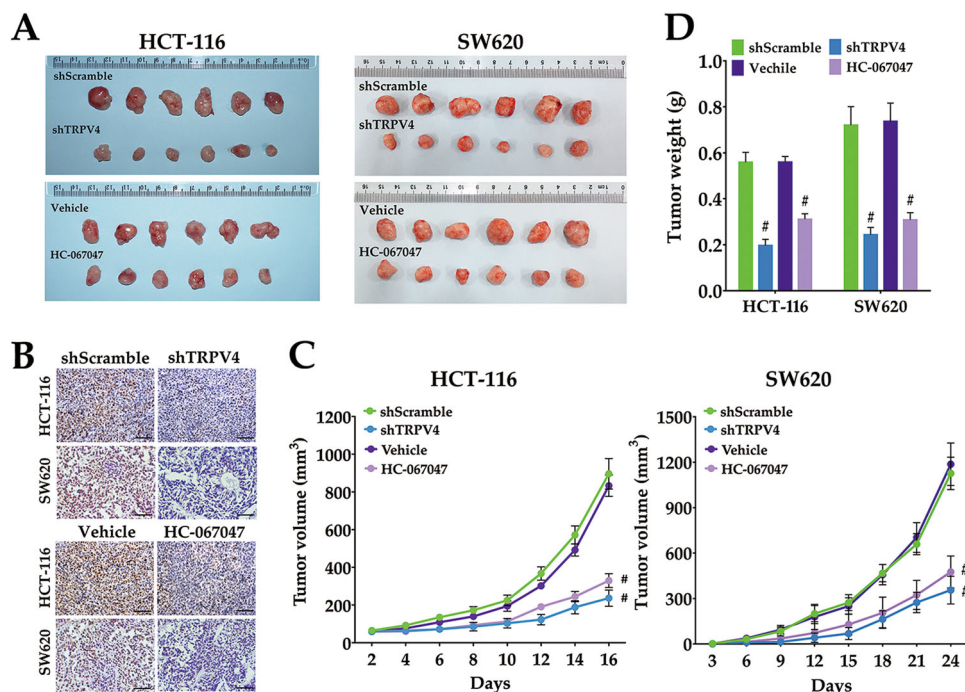 A
HCT-116
shScramble
shTRPV4
Vehicle
HC-067047
SW620
shScramble
shTRPV4
Vehicle
HC-067047
B
shScramble shTRPV4
HCT-116
SW620
Vehicle HC-067047
HCT-116
SW620
C
HCT-116
shScramble
shTRPV4
Vehicle
HC-067047
Tumor volume (mm³)
1200
800
600
400
200
0
#
#
2 4 6 8 10 12 14 16
Days
SW620
shScramble
shTRPV4
Vehicle
HC-067047
Tumor volume (mm³)
1500
1200
900
600
300
0
#
#
3 6 9 12 15 18 21 24
Days
D
shScramble shTRPV4
Vechile HC-067047
Tumor weight (g)
0.8
0.6
0.4
0.2
0.0
# # # #
HCT-116 SW620